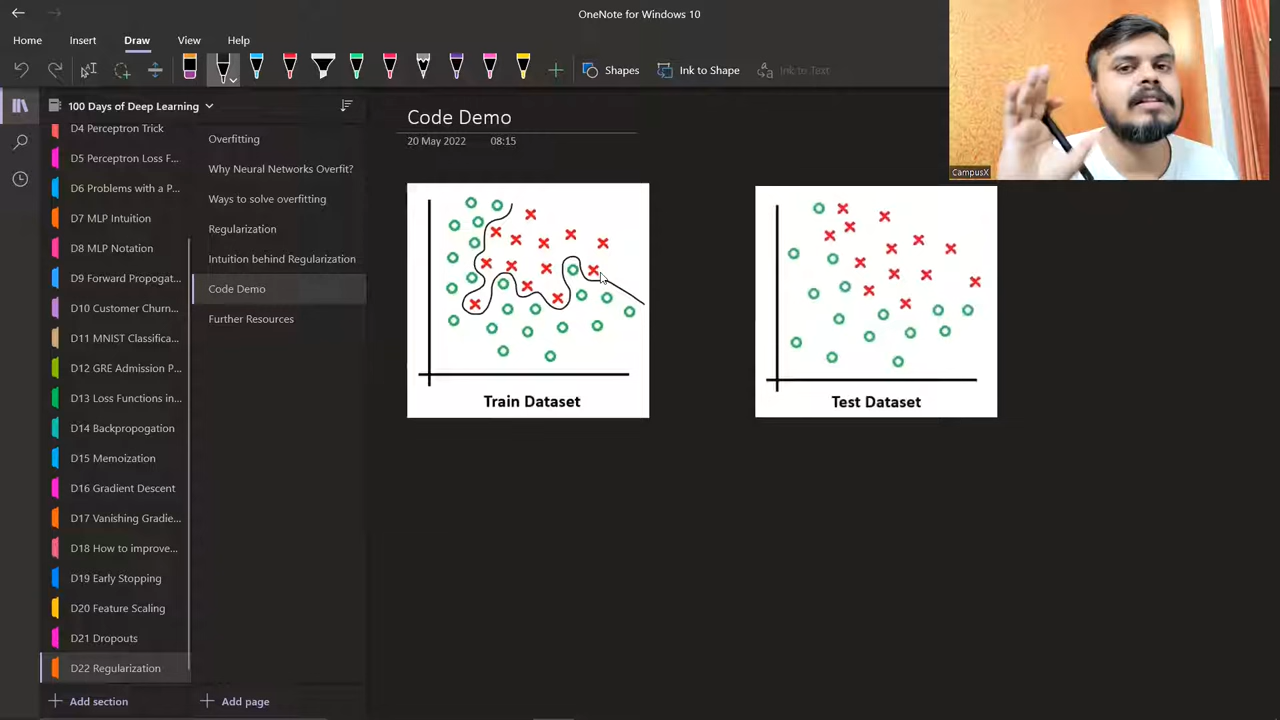 OneNote for Windows 10
Home
Insert
Draw
View
Help
Shapes
Ink to Shape
Ink to Text
100 Days of Deep Learning
D4 Perceptron Trick
D5 Perceptron Loss F...
D6 Problems with a P...
D7 MLP Intuition
D8 MLP Notation
D9 Forward Propogat...
D10 Customer Churn...
D11 MNIST Classifica...
D12 GRE Admission P...
D13 Loss Functions in...
D14 Backpropogation
D15 Memoization
D16 Gradient Descent
D17 Vanishing Gradie...
D18 How to improve...
D19 Early Stopping
D20 Feature Scaling
D21 Dropouts
D22 Regularization
Add section
Overfitting
Why Neural Networks Overfit?
Ways to solve overfitting
Regularization
Intuition behind Regularization
Code Demo
Further Resources
Add page
Code Demo
20 May 2022 08:15
Train Dataset
Test Dataset
CampusX